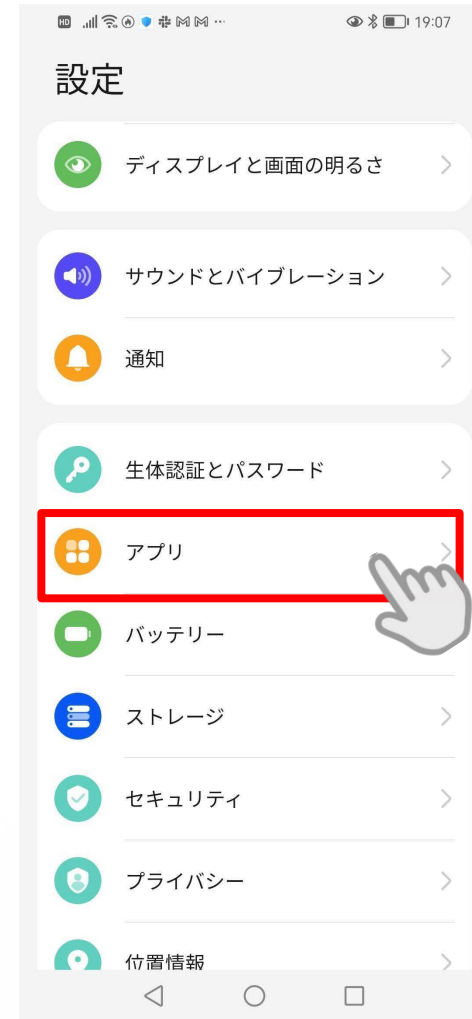 HD 19:07
設定
ディスプレイと画面の明るさ
サウンドとバイブレーション
通知
生体認証とパスワード
アプリ
バッテリー
ストレージ
セキュリティ
プライバシー
位置情報